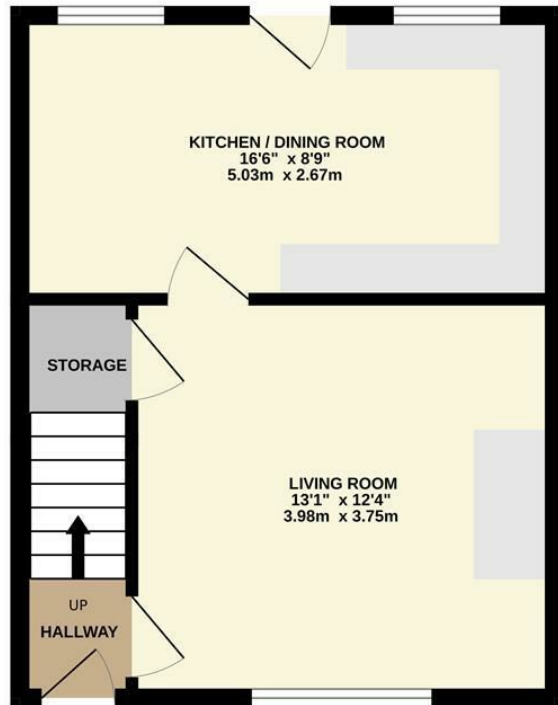 KITCHEN / DINING ROOM
16'6" x 8'9"
5.03m x 2.67m
STORAGE
LIVING ROOM
13'1" x 12'4"
3.98m x 3.75m
UP
HALLWAY